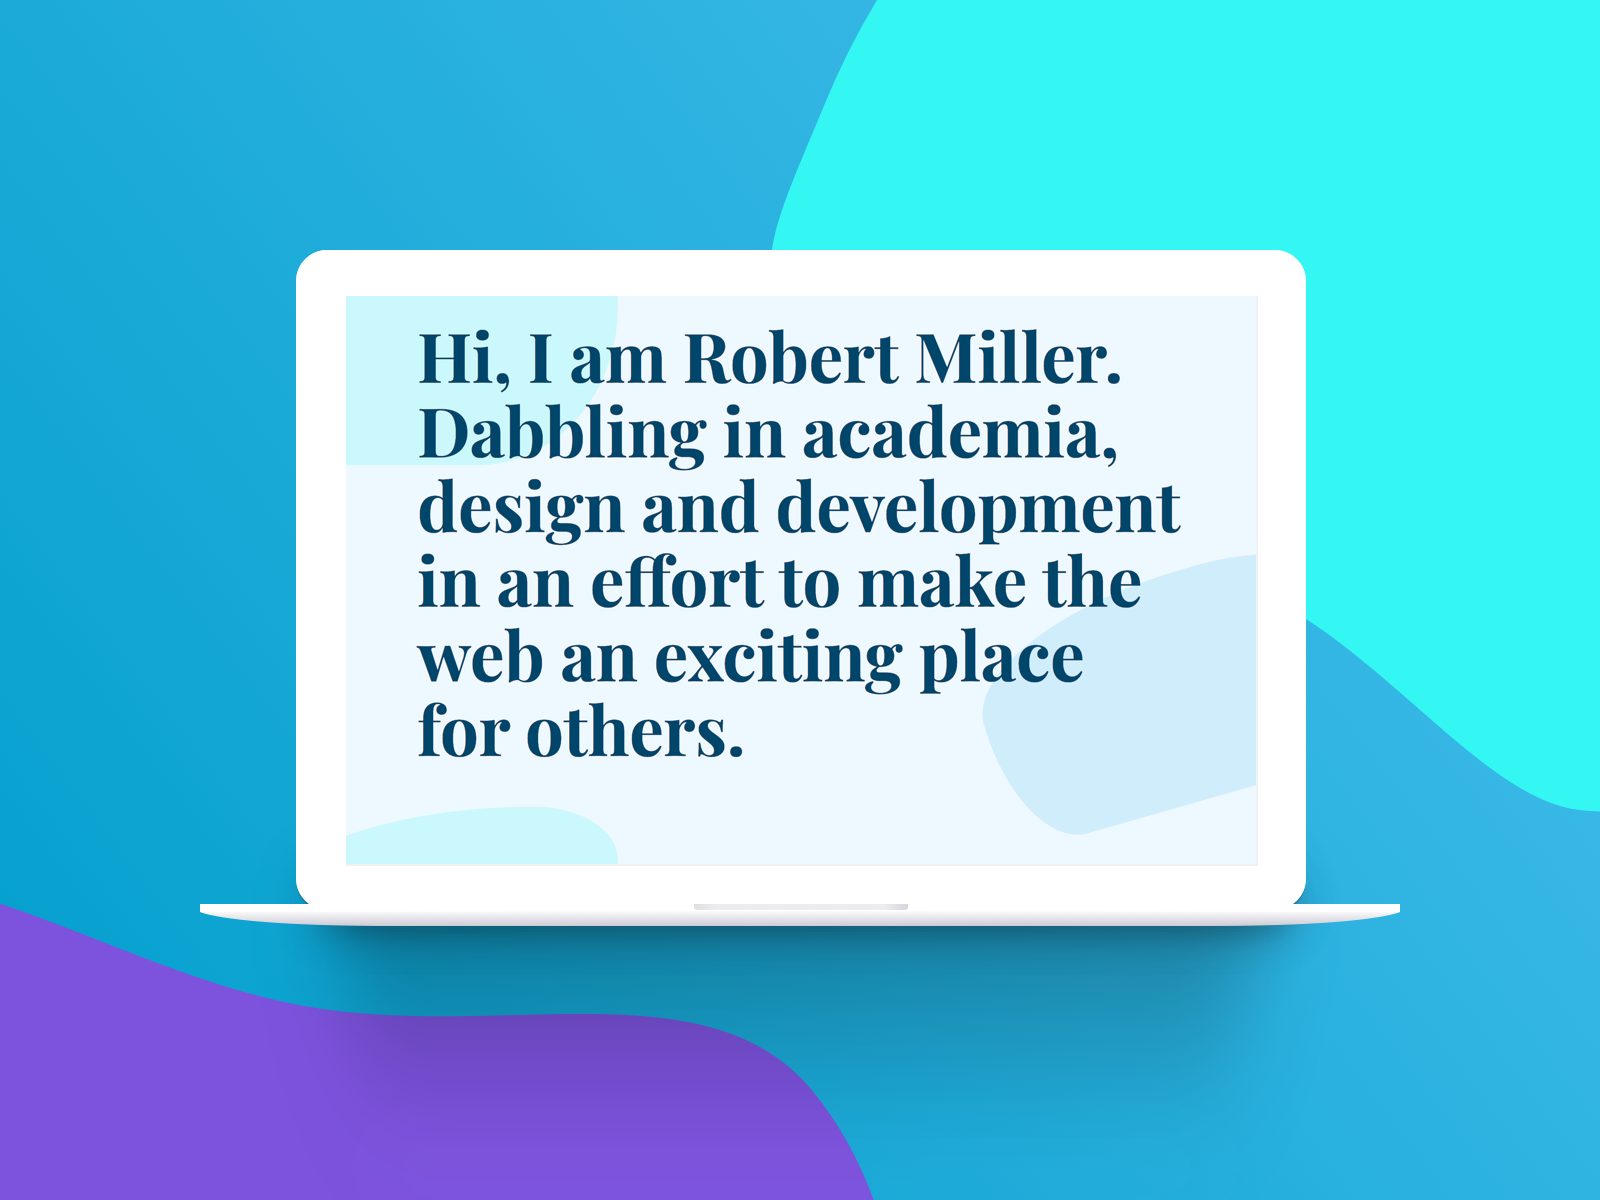 Hi, I am Robert Miller.
Dabbling in academia,
design and development
in an effort to make the
web an exciting place
for others.